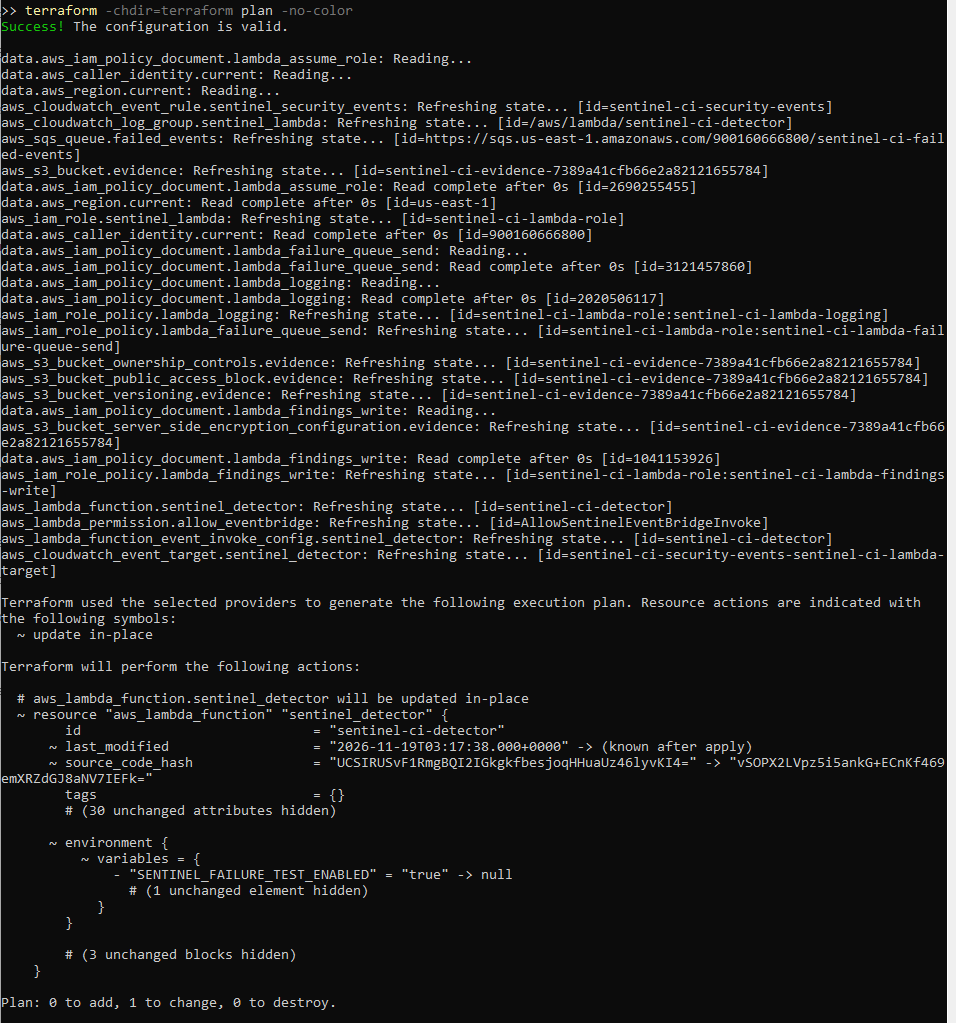 >> terraform -chdir=terraform plan -no-color
Success! The configuration is valid.
data.aws_iam_policy_document.lambda_assume_role: Reading...
data.aws_caller_identity.current: Reading...
data.aws_region.current: Reading...
aws_cloudwatch_event_rule.sentinel_security_events: Refreshing state... [id=sentinel-ci-security-events]
aws_cloudwatch_log_group.sentinel_lambda: Refreshing state... [id=/aws/lambda/sentinel-ci-detector]
aws_sqs_queue.failed_events: Refreshing state... [id=https://sqs.us-east-1.amazonaws.com/900160666800/sentinel-ci-fail
ed-events]
aws_s3_bucket.evidence: Refreshing state... [id=sentinel-ci-evidence-7389a41cfb66e2a82121655784]
data.aws_iam_policy_document.lambda_assume_role: Read complete after 0s [id=2690255455]
data.aws_region.current: Read complete after 0s [id=us-east-1]
aws_iam_role.sentinel_lambda: Refreshing state... [id=sentinel-ci-lambda-role]
data.aws_caller_identity.current: Read complete after 0s [id=900160666800]
data.aws_iam_policy_document.lambda_failure_queue_send: Reading...
data.aws_iam_policy_document.lambda_failure_queue_send: Read complete after 0s [id=3121457860]
data.aws_iam_policy_document.lambda_logging: Reading...
data.aws_iam_policy_document.lambda_logging: Read complete after 0s [id=2020506117]
aws_iam_role_policy.lambda_logging: Refreshing state... [id=sentinel-ci-lambda-role:sentinel-ci-lambda-logging]
aws_iam_role_policy.lambda_failure_queue_send: Refreshing state... [id=sentinel-ci-lambda-role:sentinel-ci-lambda-fail
ure-queue-send]
aws_s3_bucket_ownership_controls.evidence: Refreshing state... [id=sentinel-ci-evidence-7389a41cfb66e2a82121655784]
aws_s3_bucket_public_access_block.evidence: Refreshing state... [id=sentinel-ci-evidence-7389a41cfb66e2a82121655784]
aws_s3_bucket_versioning.evidence: Refreshing state... [id=sentinel-ci-evidence-7389a41cfb66e2a82121655784]
data.aws_iam_policy_document.lambda_findings_write: Reading...
aws_s3_bucket_server_side_encryption_configuration.evidence: Refreshing state... [id=sentinel-ci-evidence-7389a41cfb66
e2a82121655784]
data.aws_iam_policy_document.lambda_findings_write: Read complete after 0s [id=1041153926]
aws_iam_role_policy.lambda_findings_write: Refreshing state... [id=sentinel-ci-lambda-role:sentinel-ci-lambda-findings
-write]
aws_lambda_function.sentinel_detector: Refreshing state... [id=sentinel-ci-detector]
aws_lambda_permission.allow_eventbridge: Refreshing state... [id=AllowSentinelEventBridgeInvoke]
aws_lambda_function_event_invoke_config.sentinel_detector: Refreshing state... [id=sentinel-ci-detector]
aws_cloudwatch_event_target.sentinel_detector: Refreshing state... [id=sentinel-ci-security-events-sentinel-ci-lambda-
target]
Terraform used the selected providers to generate the following execution plan. Resource actions are indicated with
the following symbols:
  ~ update in-place
Terraform will perform the following actions:
  # aws_lambda_function.sentinel_detector will be updated in-place
  ~ resource "aws_lambda_function" "sentinel_detector" {
        id                             = "sentinel-ci-detector"
      ~ last_modified                  = "2026-11-19T03:17:38.000+0000" -> (known after apply)
      ~ source_code_hash               = "UCSIRUSvF1RmgBQI2IGkgkfbesjoqHHuaUz46lyvKI4=" -> "vSOPX2LVpz5i5ankG+ECnKf469
emXRZdGJ8aNV7IEFk="
        tags                           = {}
        # (30 unchanged attributes hidden)
      ~ environment {
          ~ variables = {
              - "SENTINEL_FAILURE_TEST_ENABLED" = "true" -> null
                # (1 unchanged element hidden)
            }
        }
        # (3 unchanged blocks hidden)
    }
Plan: 0 to add, 1 to change, 0 to destroy.